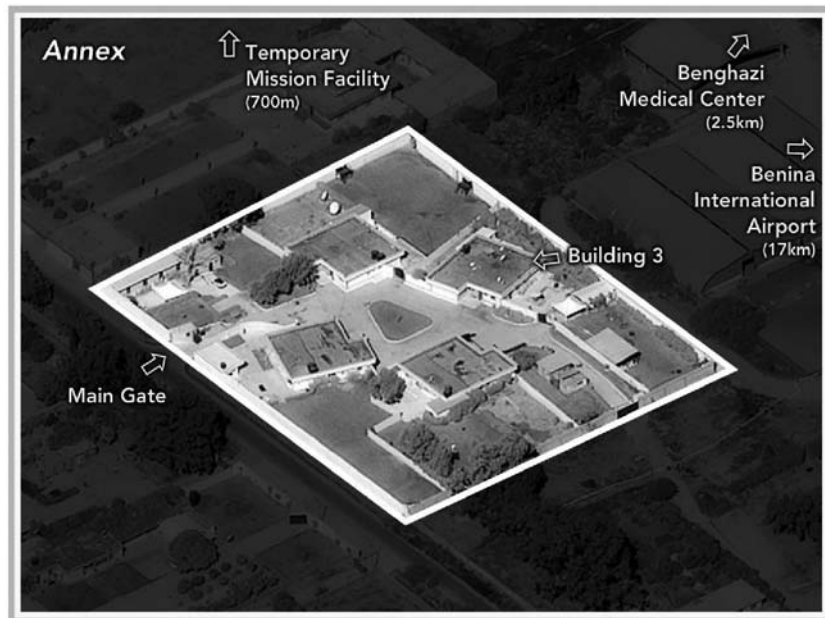 Annex
Temporary
Mission Facility
(700m)
Benghazi
Medical Center
(2.5km)
Benina
International
Airport
(17km)
Building 3
Main Gate